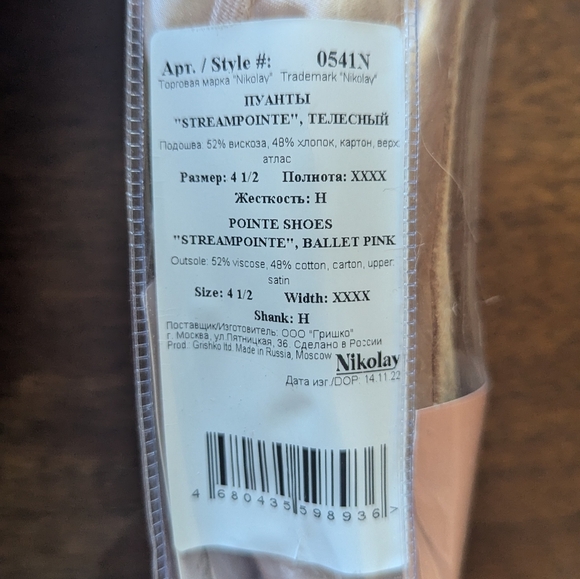 Арт. / Style #: 0541N
Торговая марка "Nikolay" Trademark "Nikolay"
ПУАНТЫ
"STREAMPOINTE", ТЕЛЕСНЫЙ
Подошва: 52% вискоза, 48% хлопок, картон, верх:
атлас
Размер: 4 1/2 Полнота: XXXX
Жесткость: H
POINTE SHOES
"STREAMPOINTE", BALLET PINK
Outsole: 52% viscose, 48% cotton, carton, upper:
satin
Size: 4 1/2 Width: XXXX
Shank: H
Поставщик/Изготовитель: ООО "Гришко"
г. Москва, ул Пятницкая, 36. Сделано в России
Prod.: Grishko ltd. Made in Russia, Moscow
Nikolay
Дата изг./DOP: 14.11.22
4 680435 598936 >